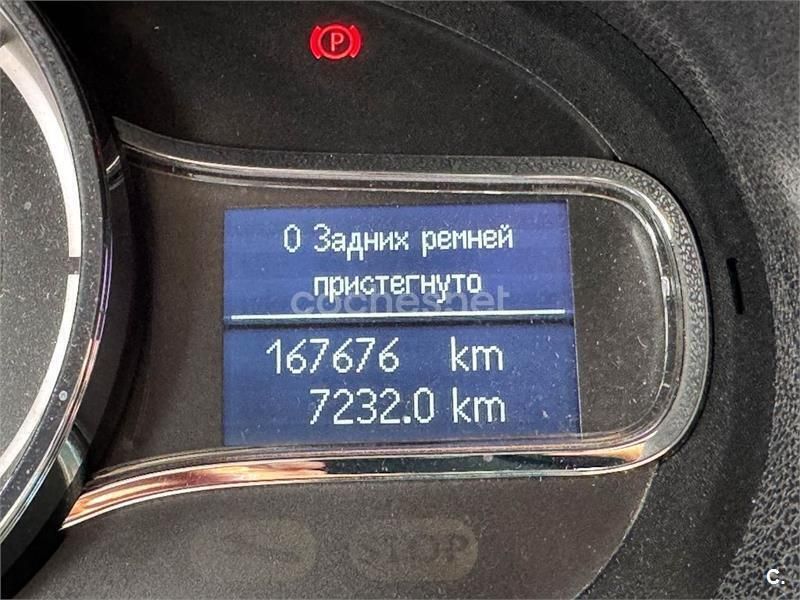 P
0 Задних ремней
пристегнуто
coches.net
167676 km
7232.0 km
STOP
c.